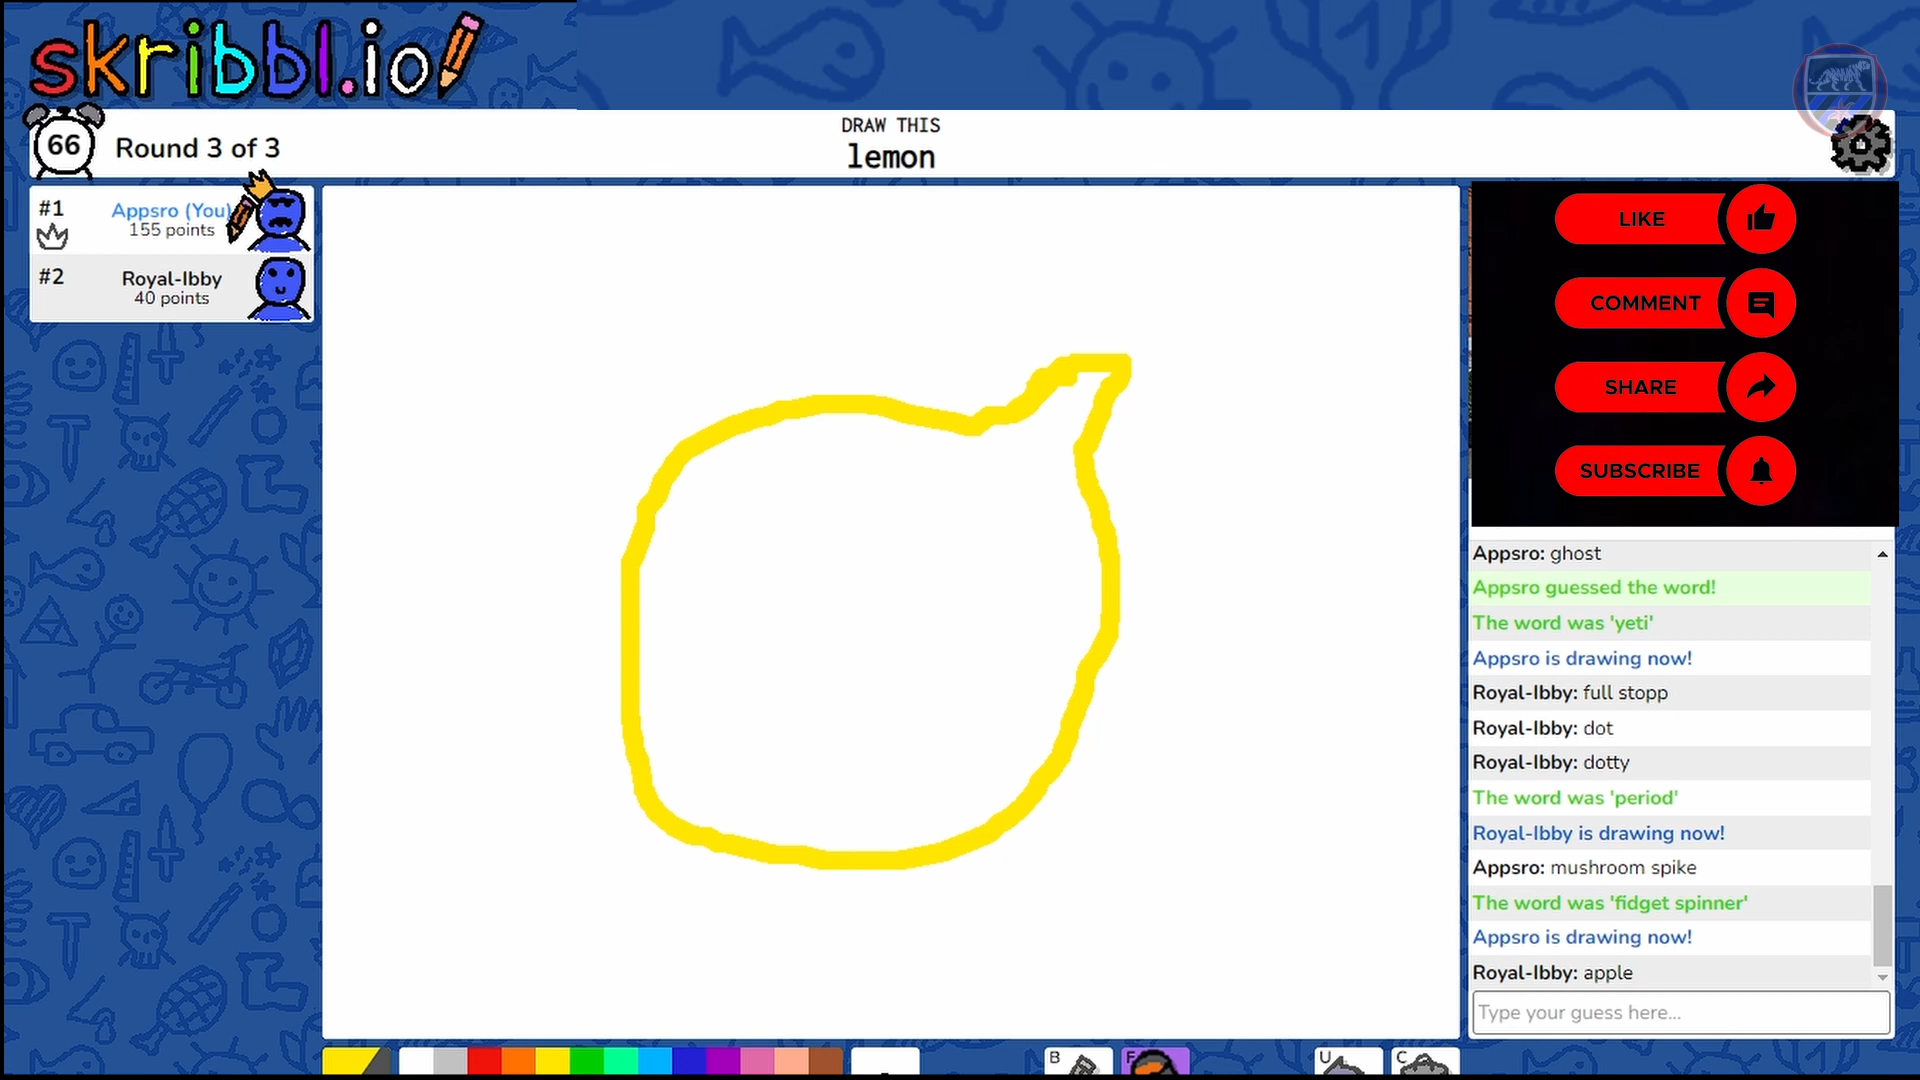 skribbl.io
66
Round 3 of 3
DRAW THIS
lemon
#1
Appsro (You)
155 points
#2
Royal-Ibby
40 points
LIKE
COMMENT
SHARE
SUBSCRIBE
Appsro: ghost
Appsro guessed the word!
The word was 'yeti'
Appsro is drawing now!
Royal-Ibby: full stopp
Royal-Ibby: dot
Royal-Ibby: dotty
The word was 'period'
Royal-Ibby is drawing now!
Appsro: mushroom spike
The word was 'fidget spinner'
Appsro is drawing now!
Royal-Ibby: apple
Type your guess here...
B
F
U
C